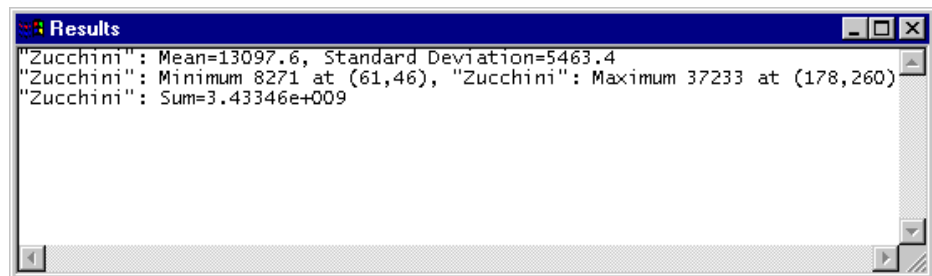 Results
"Zucchini": Mean=13097.6, Standard Deviation=5463.4
"Zucchini": Minimum 8271 at (61,46), "Zucchini": Maximum 37233 at (178,260)
"Zucchini": Sum=3.43346e+009